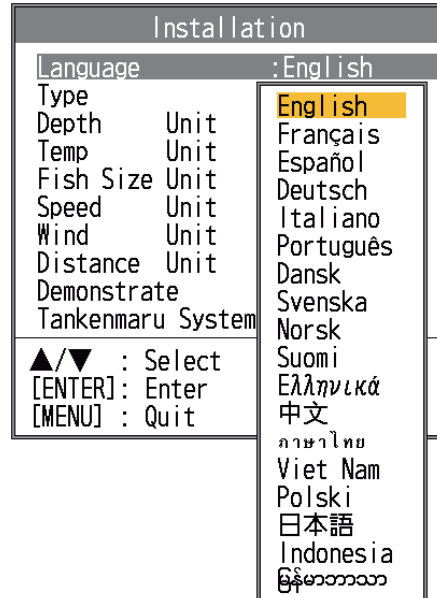 Installation
Language :English
Type
Depth Unit
Temp Unit
Fish Size Unit
Speed Unit
Wind Unit
Distance Unit
Demonstrate
Tankenmaru System
▲/▼ : Select
[ENTER]: Enter
[MENU] : Quit
English
Français
Español
Deutsch
Italiano
Português
Dansk
Svenska
Norsk
Suomi
Ελληνικά
中文
ภาษาไทย
Viet Nam
Polski
日本語
Indonesia
မြန်မာဘာသာ